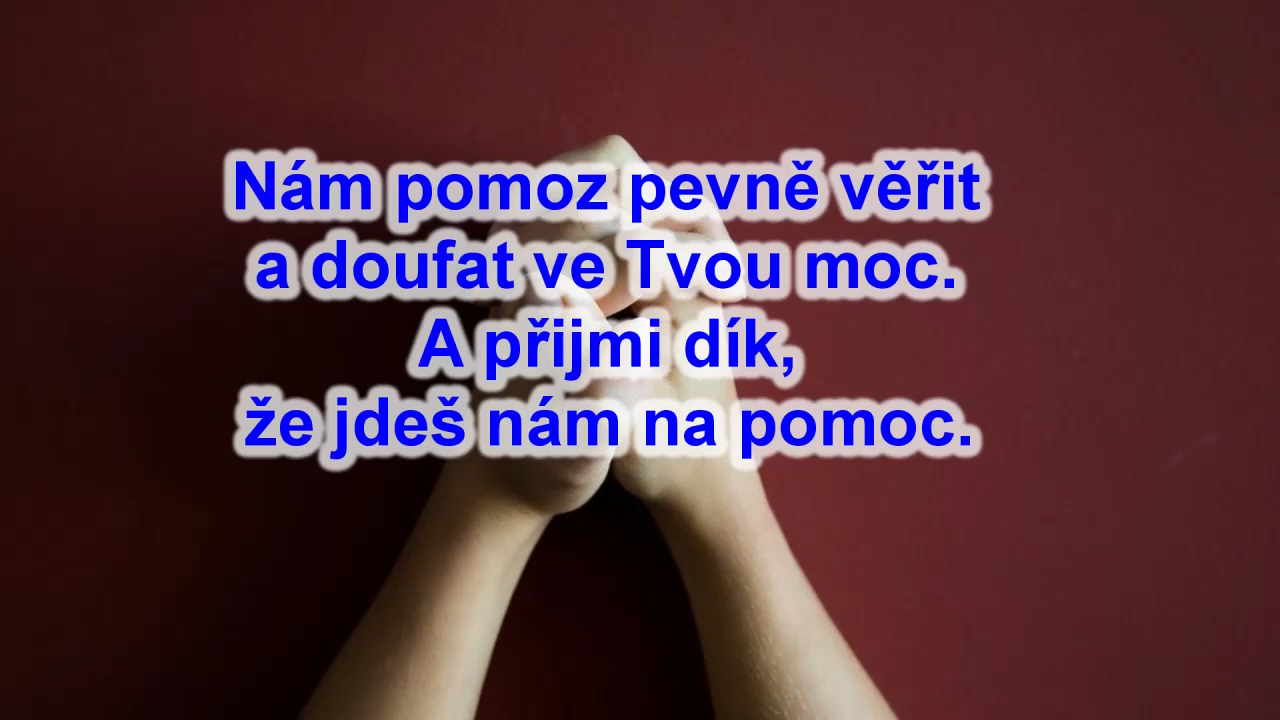 Nám pomoz pevně věřit
a doufat ve Tvou moc.
A přijmi dík,
že jdeš nám na pomoc.